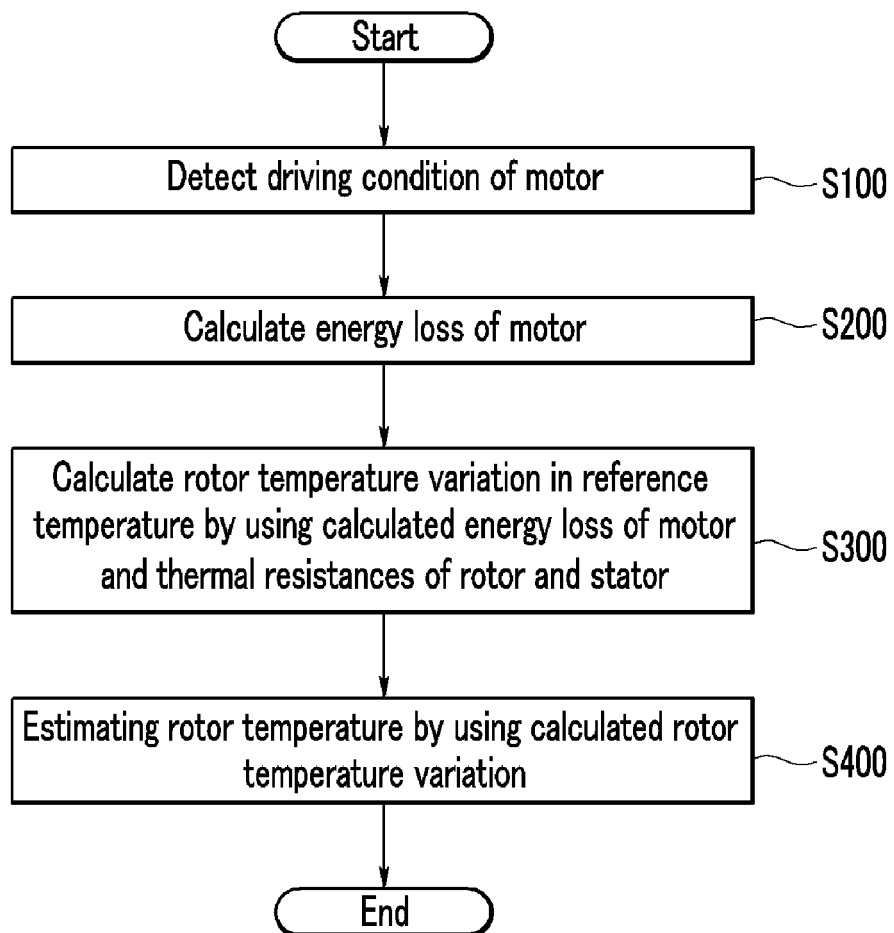 Start
Detect driving condition of motor
S100
Calculate energy loss of motor
S200
Calculate rotor temperature variation in reference
temperature by using calculated energy loss of motor
and thermal resistances of rotor and stator
S300
Estimating rotor temperature by using calculated rotor
temperature variation
S400
End